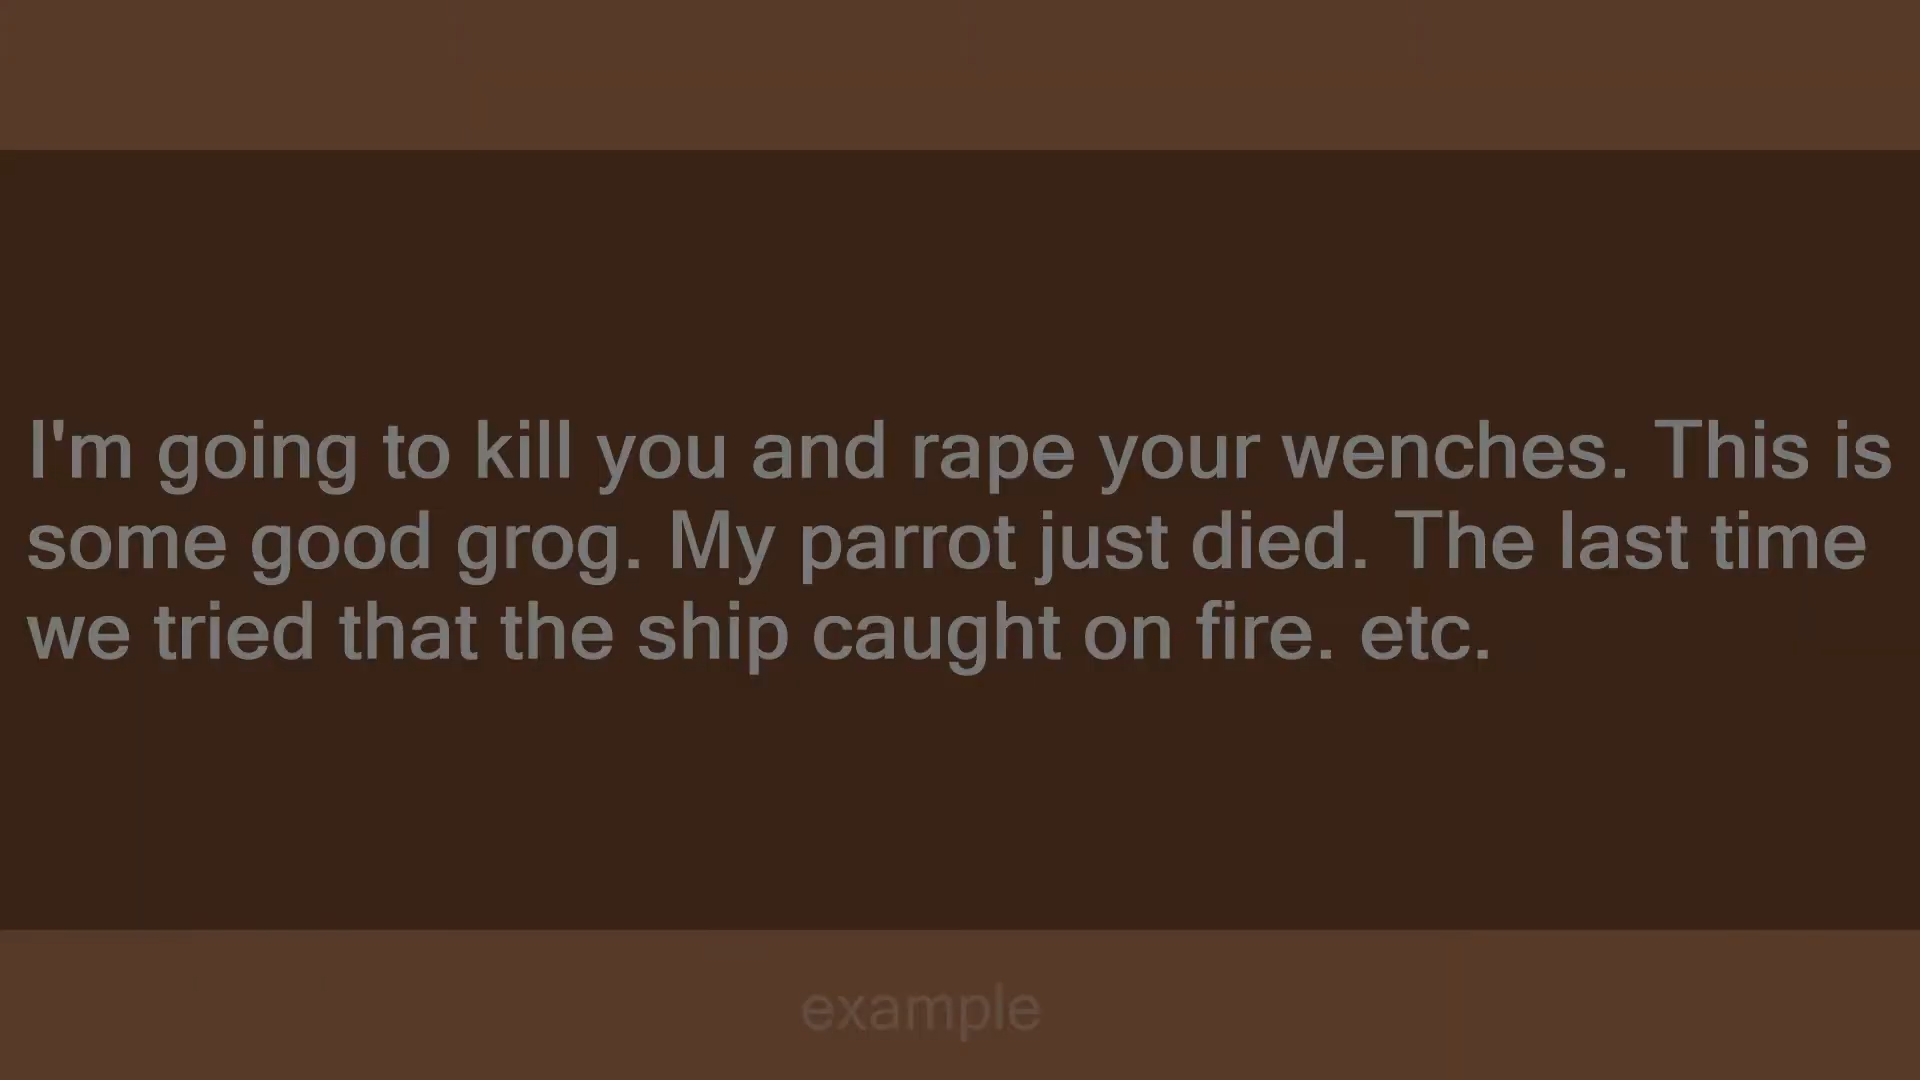 I'm going to kill you and rape your wenches. This is
some good grog. My parrot just died. The last time
we tried that the ship caught on fire. etc.
example